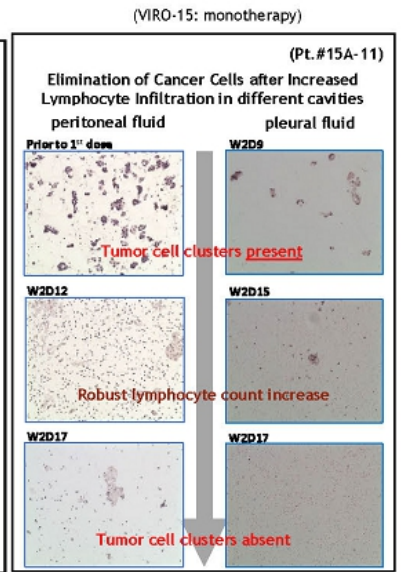 (VIRO-15: monotherapy)
(Pt.#15A-11)
Elimination of Cancer Cells after Increased
Lymphocyte Infiltration in different cavities
peritoneal fluid
pleural fluid
Prior to 1st dose
W2D9
Tumor cell clusters present
W2D12
W2D15
Robust lymphocyte count increase
W2D17
W2D17
Tumor cell clusters absent